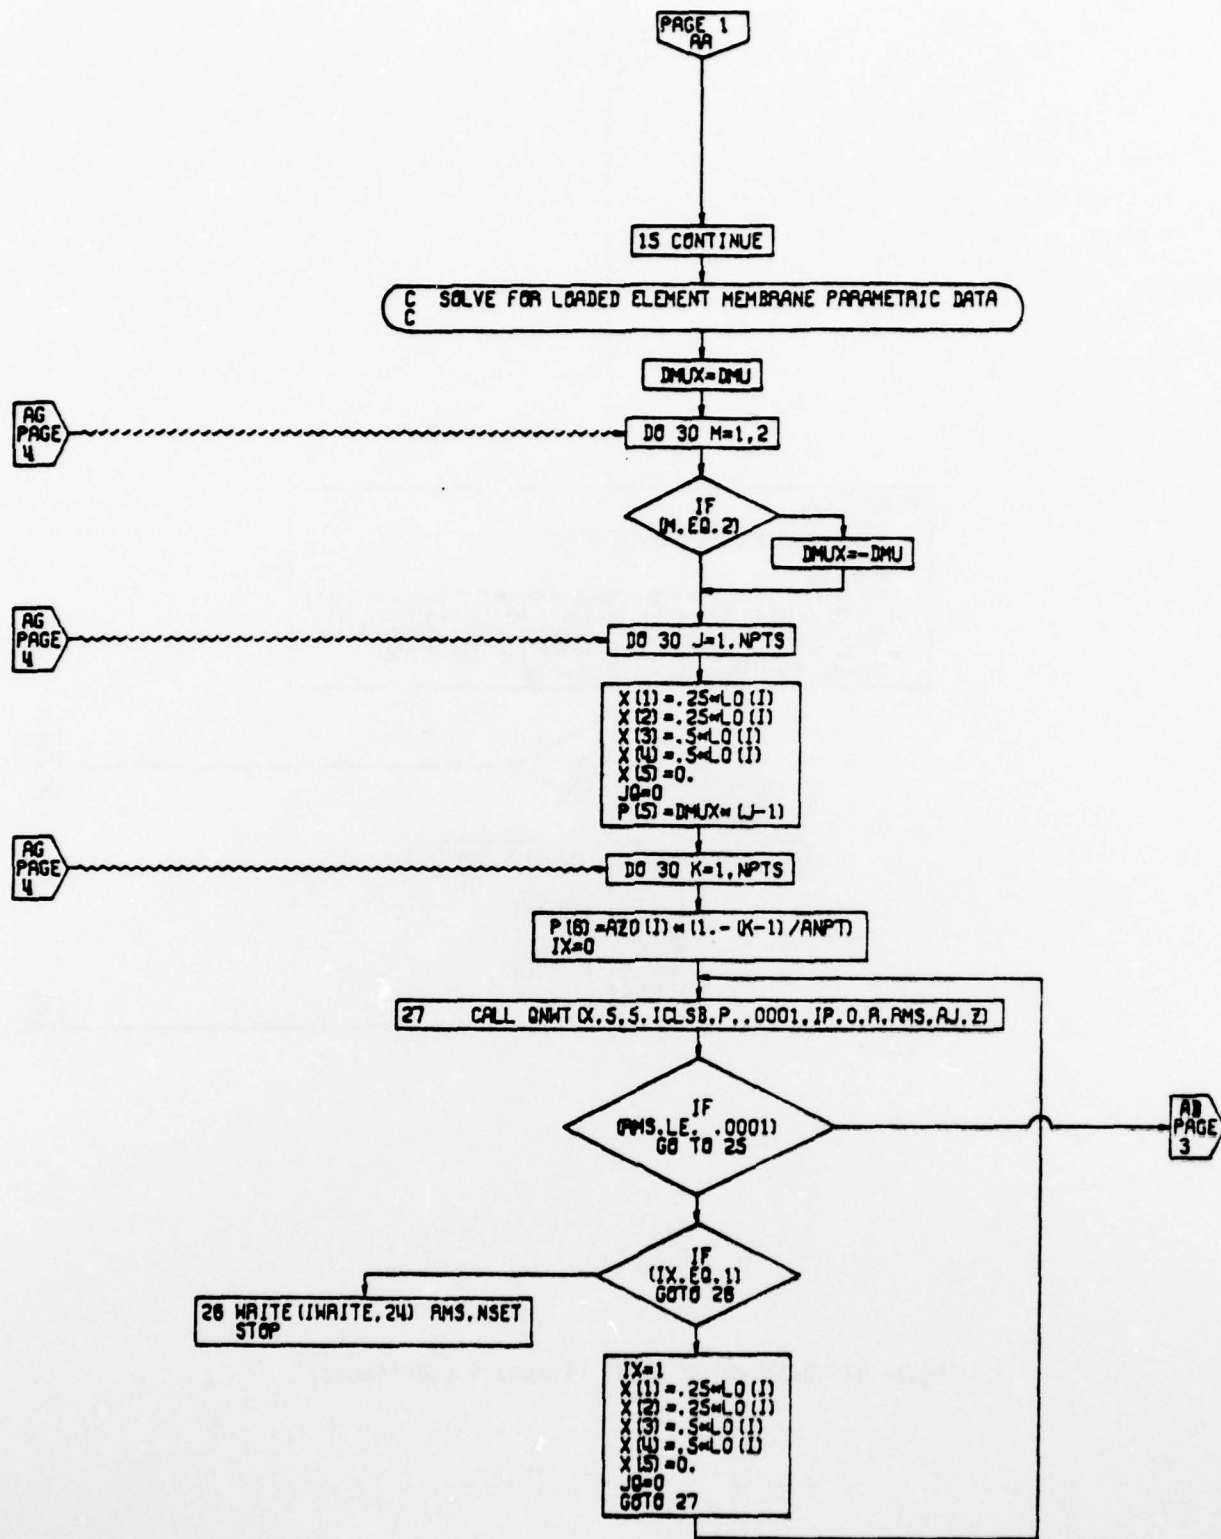 PAGE 1
AA
15 CONTINUE
C SOLVE FOR LOADED ELEMENT MEMBRANE PARAMETRIC DATA
C
DMUX=DMU
AG
PAGE
4
DO 30 M=1,2
IF
(M.EQ.2)
DMUX=-DMU
AG
PAGE
4
DO 30 J=1,NPTS
X(1)=.25*LO(I)
X(2)=.25*LO(I)
X(3)=.5*LO(I)
X(4)=.5*LO(I)
X(5)=0.
JQ=0
P(5)=DMUX*(J-1)
AG
PAGE
4
DO 30 K=1,NPTS
P(6)=AZO(I)*(1.-(K-1)/ANPT)
IX=0
27 CALL QNWT(X,5,5,ICLSB,P,.0001,IP,0,R,RMS,AJ,Z)
IF
(RMS.LE. .0001)
GO TO 25
AB
PAGE
3
IF
(IX.EQ.1)
GOTO 26
26 WRITE(IWRITE,24) RMS,NSET
STOP
IX=1
X(1)=.25*LO(I)
X(2)=.25*LO(I)
X(3)=.5*LO(I)
X(4)=.5*LO(I)
X(5)=0.
JQ=0
GOTO 27